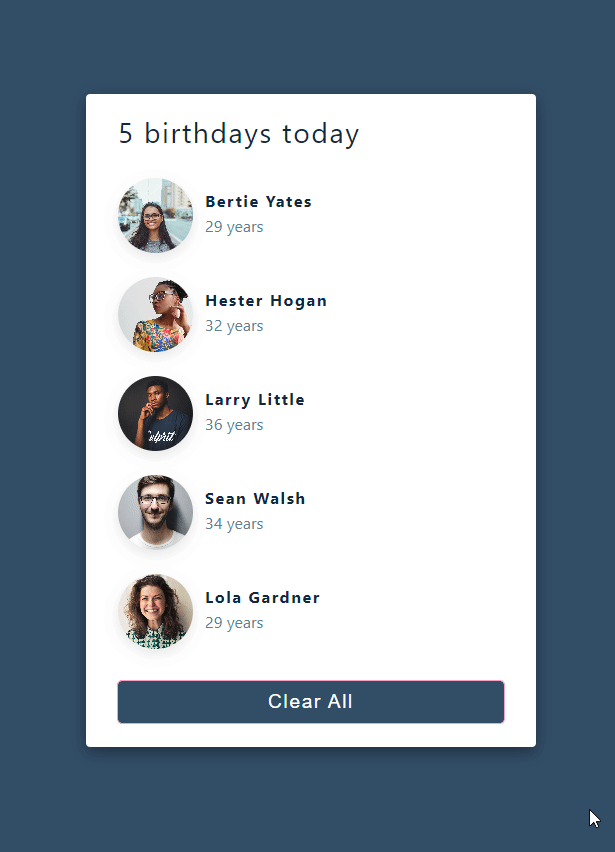 5 birthdays today
Bertie Yates
29 years
Hester Hogan
32 years
Larry Little
36 years
Sean Walsh
34 years
Lola Gardner
29 years
Clear All